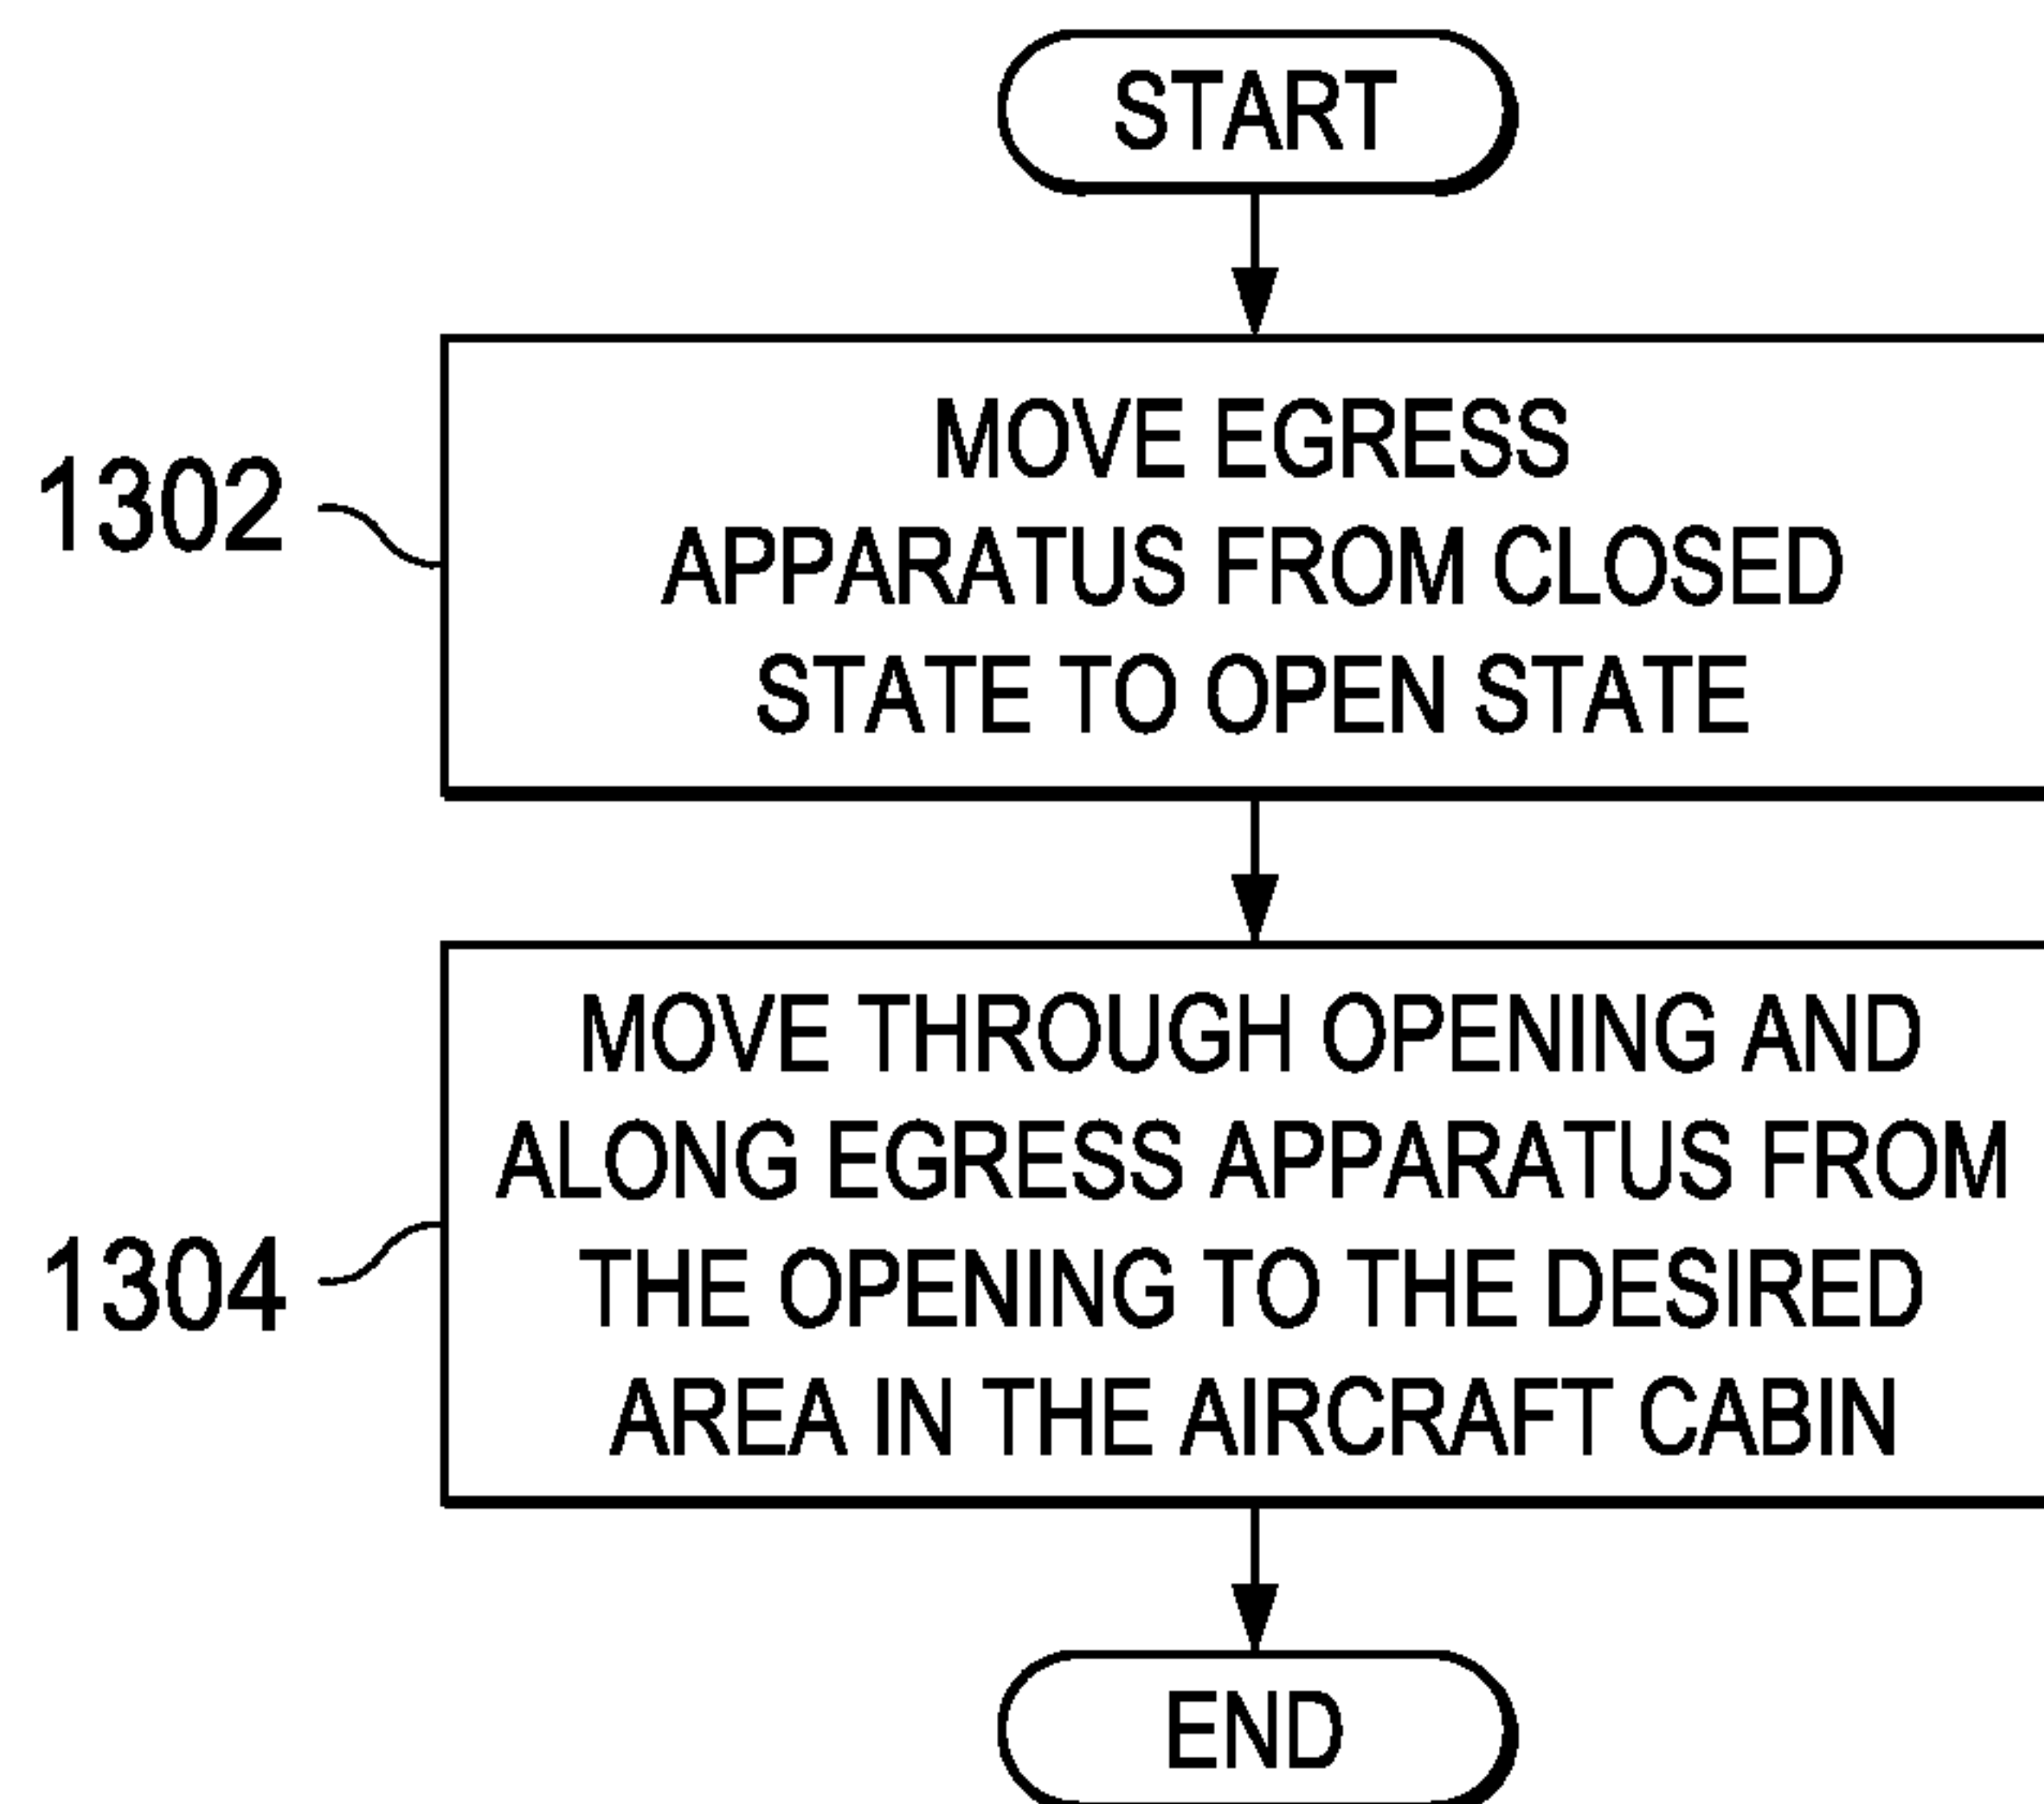 START
1302
MOVE EGRESS
APPARATUS FROM CLOSED
STATE TO OPEN STATE
1304
MOVE THROUGH OPENING AND
ALONG EGRESS APPARATUS FROM
THE OPENING TO THE DESIRED
AREA IN THE AIRCRAFT CABIN
END